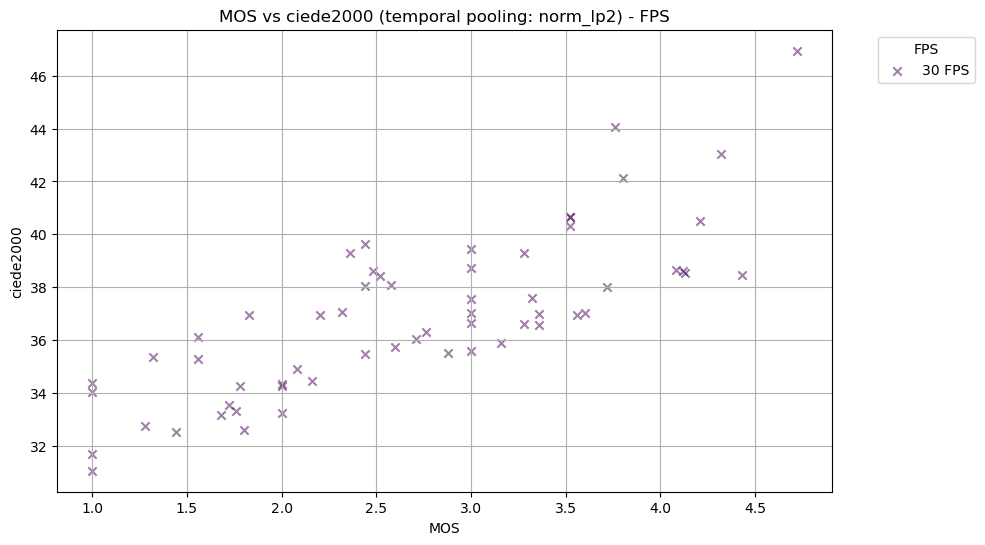 MOS vs ciede2000 (temporal pooling: norm_lp2) - FPS
FPS
30 FPS
46
44
42
40
38
36
34
32
ciede2000
1.0 1.5 2.0 2.5 3.0 3.5 4.0 4.5
MOS